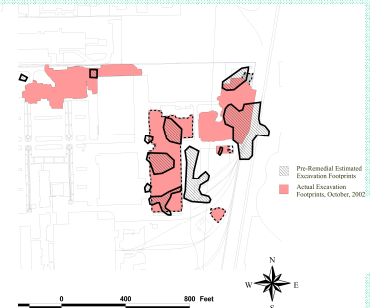 Pre-Remedial Estimated
Excavation Footprints
Actual Excavation
Footprints, October, 2002
N
W E
S
0 400 800 Feet